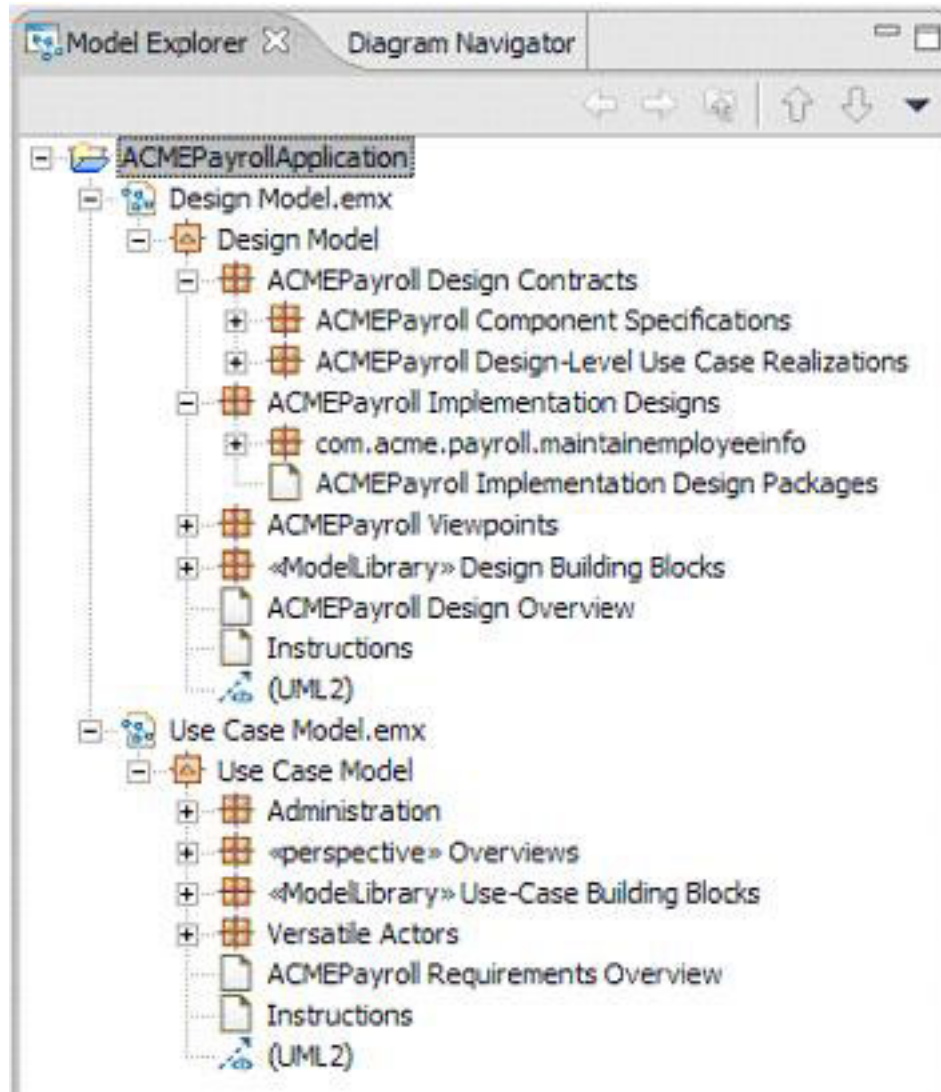 Model Explorer Diagram Navigator
ACMEPayrollApplication
Design Model.emx
Design Model
ACMEPayroll Design Contracts
ACMEPayroll Component Specifications
ACMEPayroll Design-Level Use Case Realizations
ACMEPayroll Implementation Designs
com.acme.payroll.maintainemployeeinfo
ACMEPayroll Implementation Design Packages
ACMEPayroll Viewpoints
«ModelLibrary» Design Building Blocks
ACMEPayroll Design Overview
Instructions
(UML2)
Use Case Model.emx
Use Case Model
Administration
«perspective» Overviews
«ModelLibrary» Use-Case Building Blocks
Versatile Actors
ACMEPayroll Requirements Overview
Instructions
(UML2)